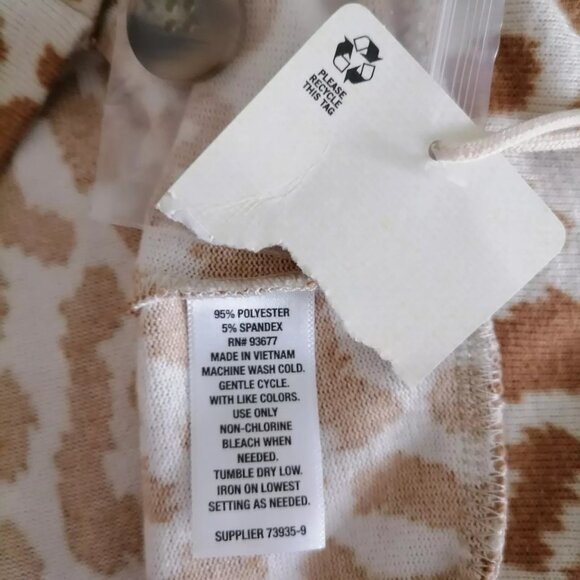 PLEASE
RECYCLE
THIS TAG
95% POLYESTER
5% SPANDEX
RN# 93677
MADE IN VIETNAM
MACHINE WASH COLD.
GENTLE CYCLE.
WITH LIKE COLORS.
USE ONLY
NON-CHLORINE
BLEACH WHEN
NEEDED.
TUMBLE DRY LOW.
IRON ON LOWEST
SETTING AS NEEDED.
SUPPLIER 73935-9